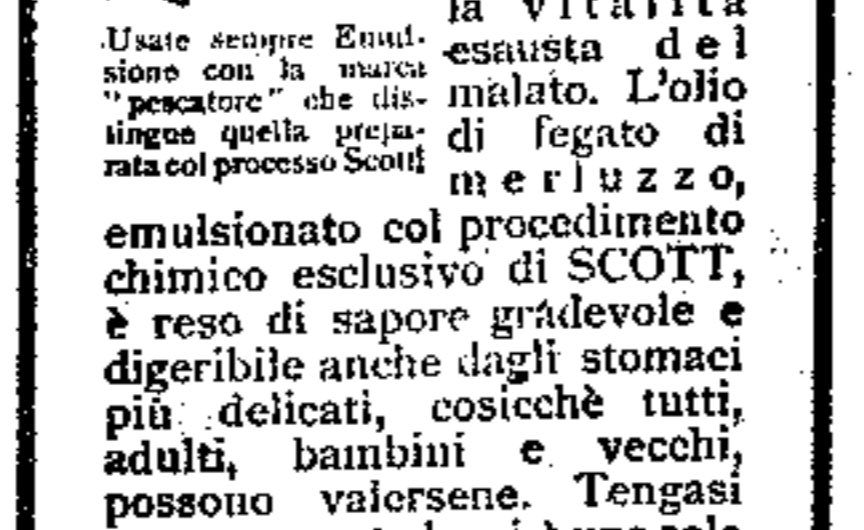 Usate sempre Emul-
sione con la marca
"pescatore" che dis-
tingue quella prepa-
rata col processo Scott
la vitalità
esausta del
malato. L'olio
di fegato di
merluzzo,
emulsionato col procedimento
chimico esclusivo di SCOTT,
è reso di sapore gradevole e
digeribile anche dagli stomaci
più delicati, cosicchè tutti,
adulti, bambini e vecchi,
possono valersene. Tengasi